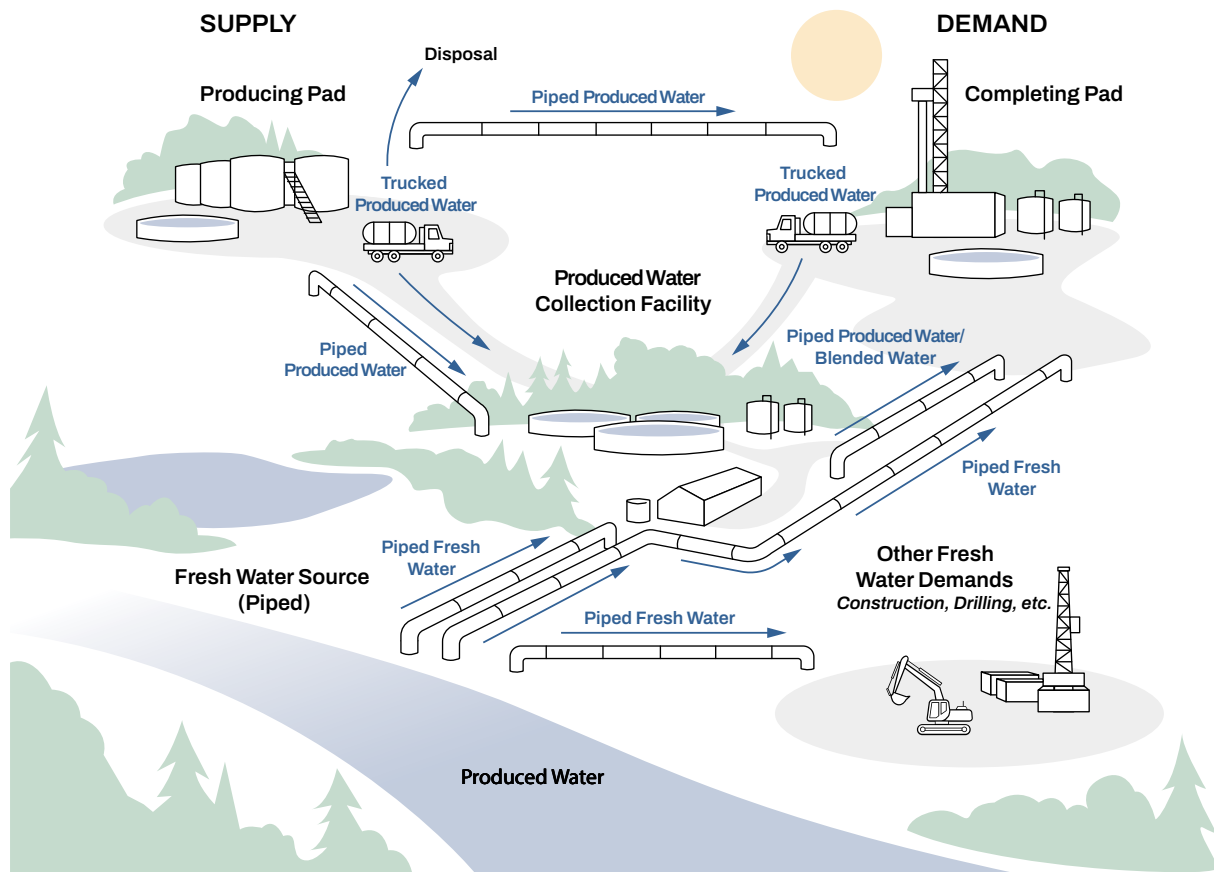 SUPPLY
DEMAND
Disposal
Producing Pad
Piped Produced Water
Completing Pad
Trucked
Produced Water
Trucked
Produced Water
Produced Water
Collection Facility
Piped
Produced Water
Piped Produced Water/
Blended Water
Piped Fresh
Water
Piped Fresh
Water
Fresh Water Source
(Piped)
Other Fresh
Water Demands
Construction, Drilling, etc.
Piped Fresh Water
Produced Water